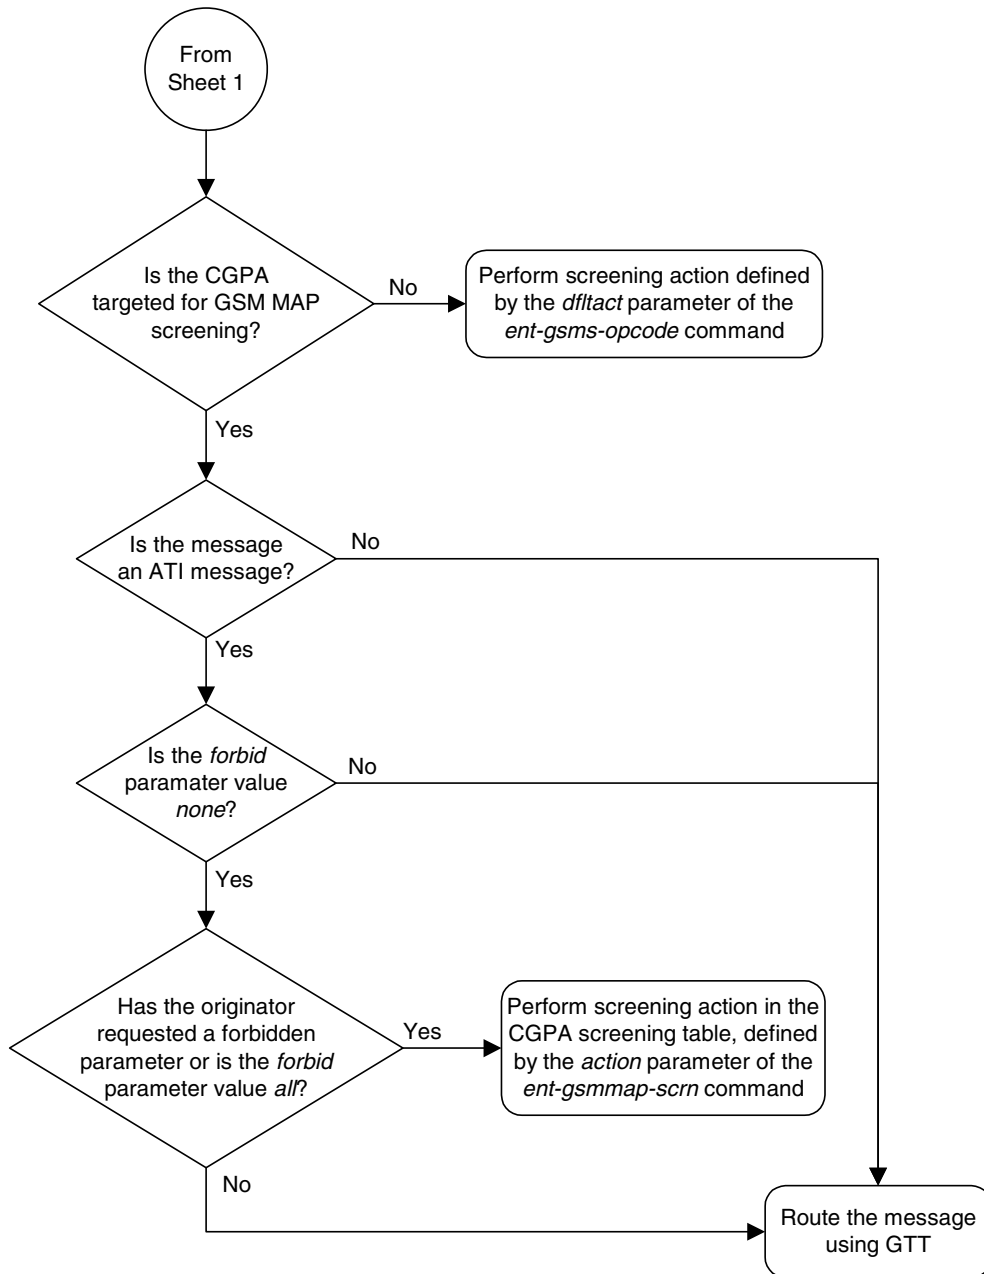 From
Sheet 1
Is the CGPA
targeted for GSM MAP
screening?
No
Perform screening action defined
by the dfltact parameter of the
ent-gsms-opcode command
Yes
Is the message
an ATI message?
No
Yes
Is the forbid
paramater value
none?
No
Yes
Has the originator
requested a forbidden
parameter or is the forbid
parameter value all?
Yes
Perform screening action in the
CGPA screening table, defined
by the action parameter of the
ent-gsmmap-scrn command
No
Route the message
using GTT